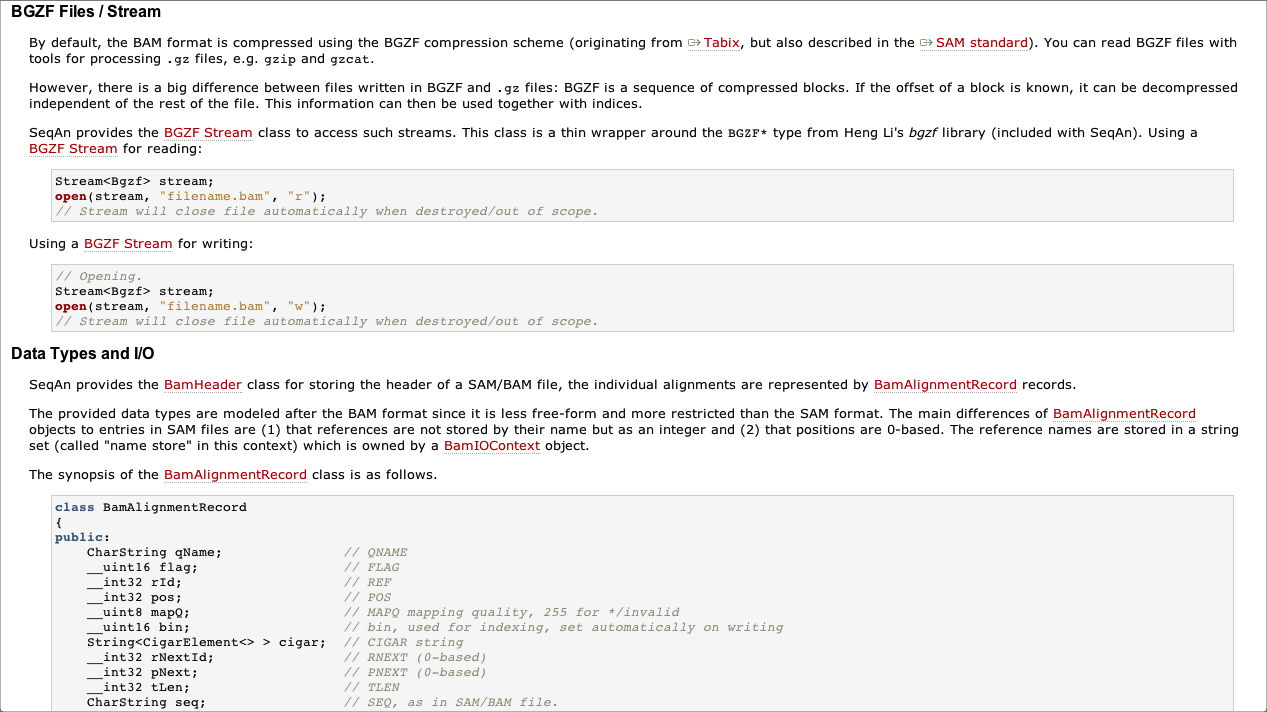 BGZF Files / Stream
By default, the BAM format is compressed using the BGZF compression scheme (originating from Tabix, but also described in the SAM standard). You can read BGZF files with
tools for processing .gz files, e.g. gzip and gzcat.
However, there is a big difference between files written in BGZF and .gz files: BGZF is a sequence of compressed blocks. If the offset of a block is known, it can be decompressed
independent of the rest of the file. This information can then be used together with indices.
SeqAn provides the BGZF Stream class to access such streams. This class is a thin wrapper around the BGZF* type from Heng Li's bgzf library (included with SeqAn). Using a
BGZF Stream for reading:
Stream<Bgzf> stream;
open(stream, "filename.bam", "r");
// Stream will close file automatically when destroyed/out of scope.
Using a BGZF Stream for writing:
// Opening.
Stream<Bgzf> stream;
open(stream, "filename.bam", "w");
// Stream will close file automatically when destroyed/out of scope.
Data Types and I/O
SeqAn provides the BamHeader class for storing the header of a SAM/BAM file, the individual alignments are represented by BamAlignmentRecord records.
The provided data types are modeled after the BAM format since it is less free-form and more restricted than the SAM format. The main differences of BamAlignmentRecord
objects to entries in SAM files are (1) that references are not stored by their name but as an integer and (2) that positions are 0-based. The reference names are stored in a string
set (called "name store" in this context) which is owned by a BamIOContext object.
The synopsis of the BamAlignmentRecord class is as follows.
class BamAlignmentRecord
{
public:
    CharString qName;               // QNAME
    __uint16 flag;                  // FLAG
    __int32 rId;                    // REF
    __int32 pos;                    // POS
    __uint8 mapQ;                   // MAPQ mapping quality, 255 for */invalid
    __uint16 bin;                   // bin, used for indexing, set automatically on writing
    String<CigarElement<> > cigar;  // CIGAR string
    __int32 rNextId;                // RNEXT (0-based)
    __int32 pNext;                  // PNEXT (0-based)
    __int32 tLen;                   // TLEN
    CharString seq;                 // SEQ, as in SAM/BAM file.